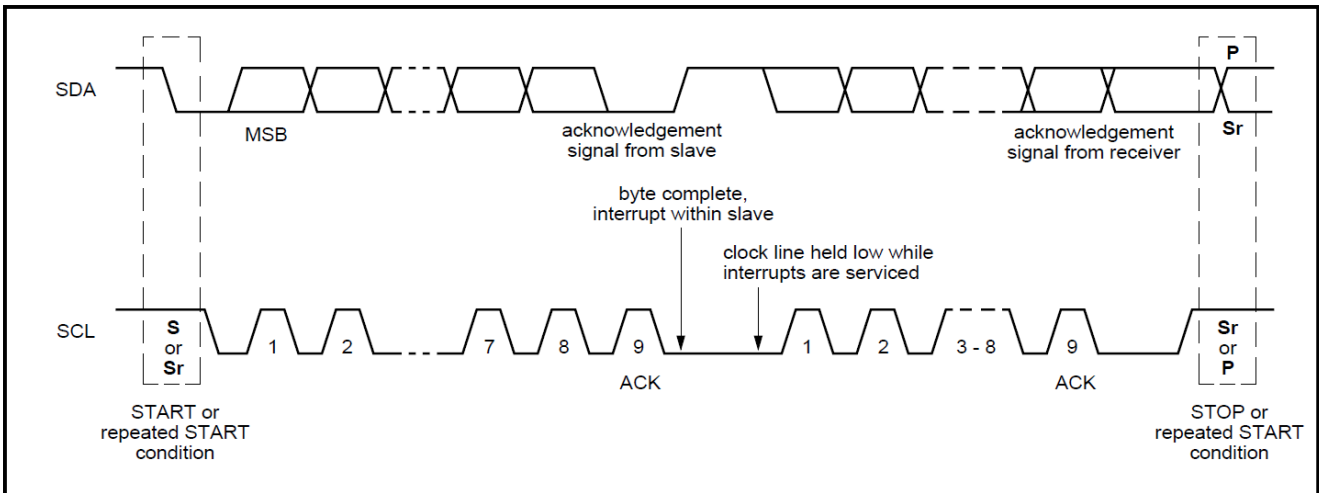 P
SDA
MSB
acknowledgement
signal from slave
acknowledgement
signal from receiver
Sr
byte complete,
interrupt within slave
clock line held low while
interrupts are serviced
SCL
S
or
Sr
1
2
7
8
9
1
2
3 - 8
9
Sr
or
P
ACK
ACK
START or
repeated START
condition
STOP or
repeated START
condition